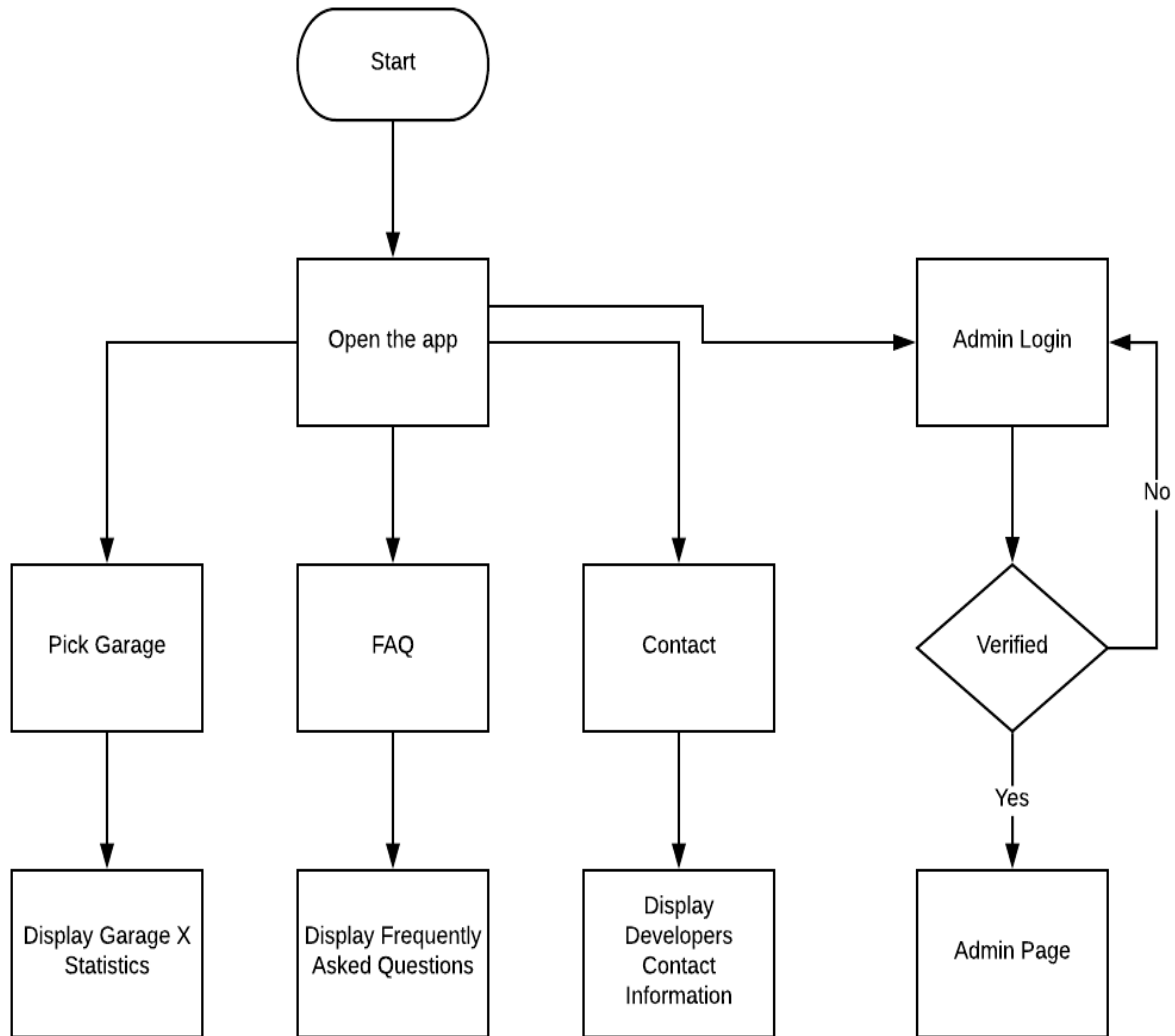 Start
Open the app
Admin Login
No
Pick Garage
FAQ
Contact
Verified
Yes
Display Garage X
Statistics
Display Frequently
Asked Questions
Display
Developers
Contact
Information
Admin Page